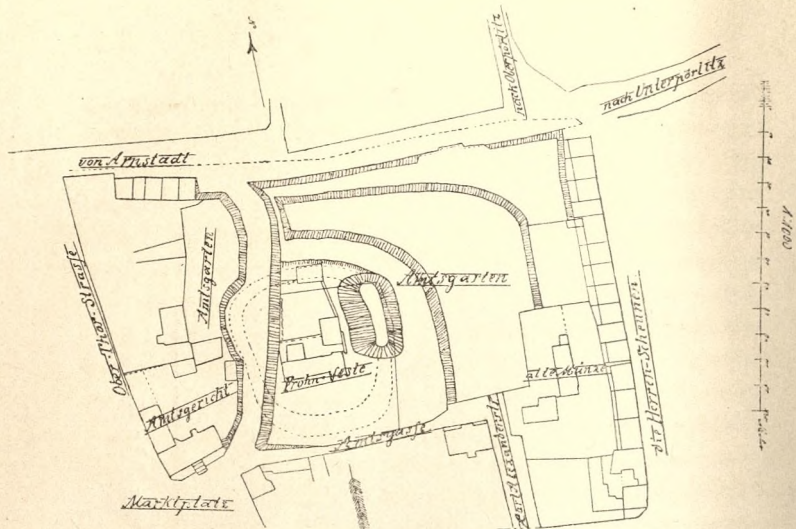 nach Oberpörlitz
nach Unterpörlitz
von Arnstadt
1:1000
Ober-Thor-Strasse
Amtsgarten
Amtsgarten
Frohn-Veste
alte Münze
Amtsgericht
Amtsgasse
die Herren-Scheunen
Marktplatz